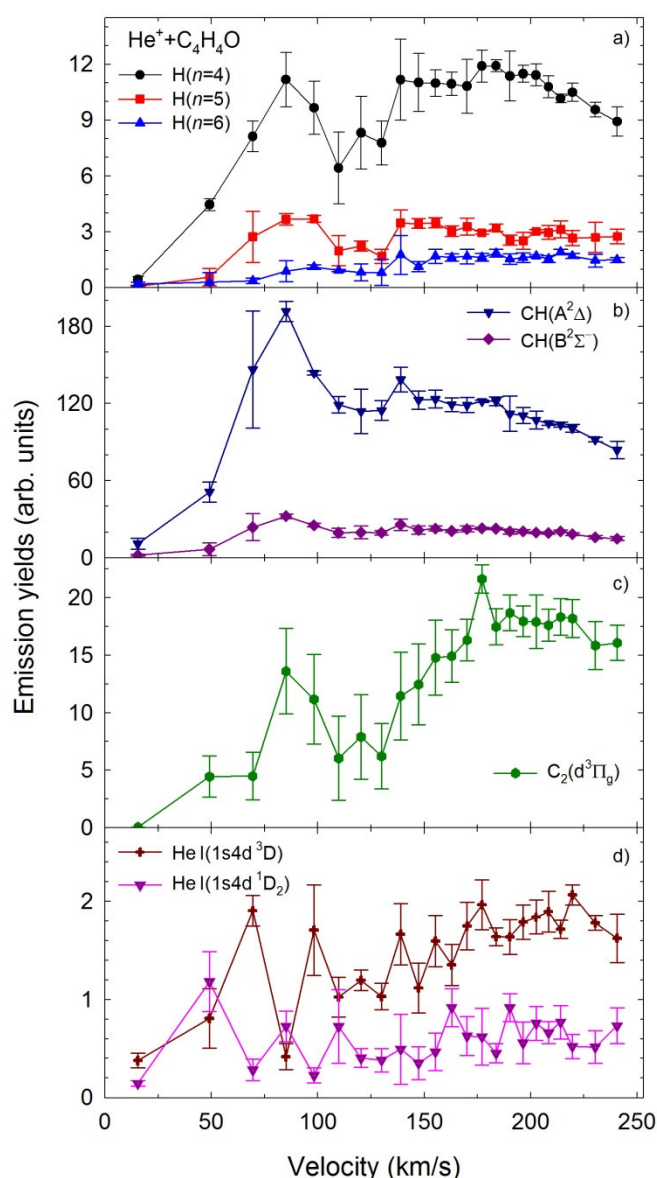 He⁺+C₄H₄O
a)
H(n=4)
H(n=5)
H(n=6)
12
9
6
3
0
b)
CH(A²Δ)
CH(B²Σ⁻)
180
120
60
0
c)
20
15
10
5
0
C₂(d³Π_g)
d)
He I(1s4d ³D)
He I(1s4d ¹D₂)
2
1
0
0 50 100 150 200 250
Velocity (km/s)
Emission yields (arb. units)